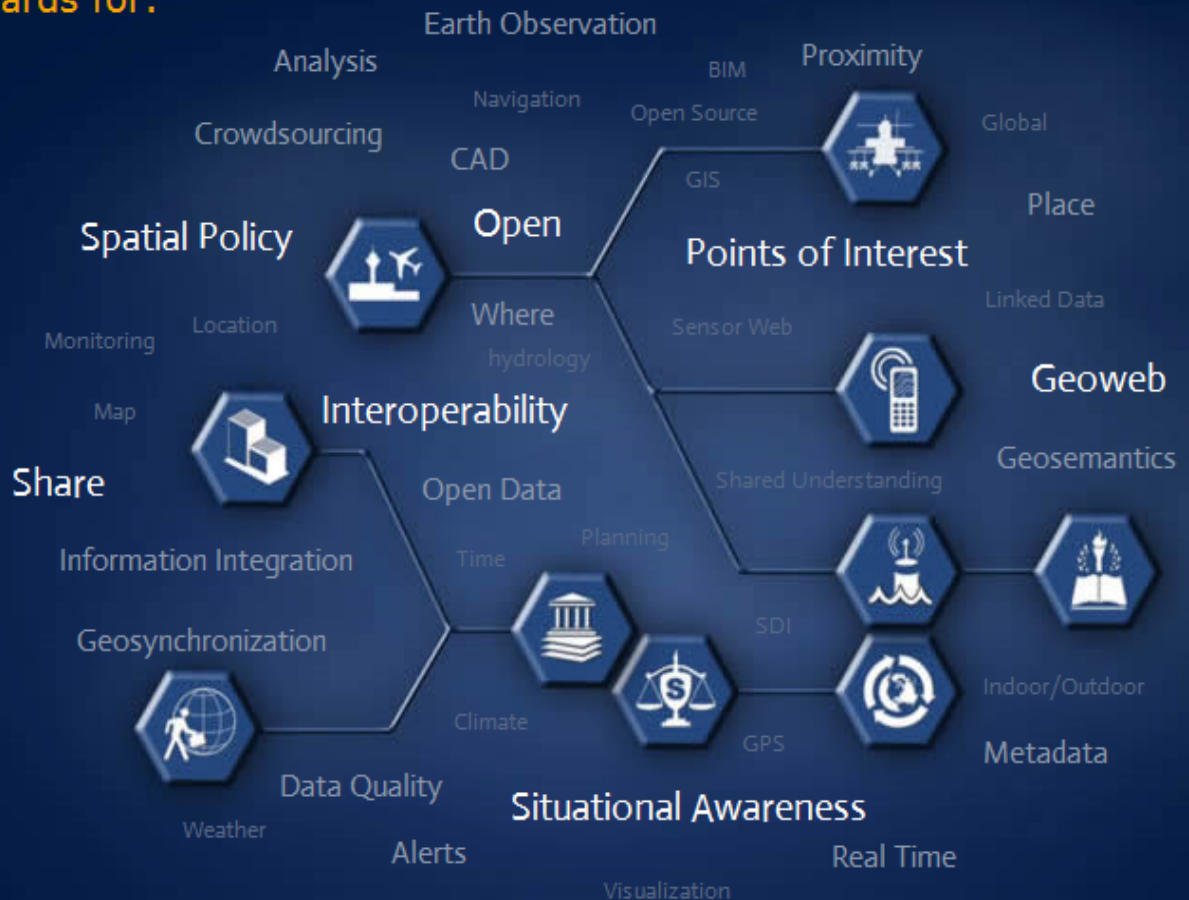 ards for:
Earth Observation
Analysis
Proximity
BIM
Navigation
Open Source
Global
Crowdsourcing
CAD
GIS
Place
Open
Spatial Policy
Points of Interest
Linked Data
Where
Location
Sensor Web
Monitoring
hydrology
Geoweb
Map
Interoperability
Geosemantics
Share
Open Data
Shared Understanding
Planning
Information Integration
Time
SDI
Geosynchronization
S
Indoor/Outdoor
Climate
GPS
Metadata
Data Quality
Situational Awareness
Weather
Alerts
Real Time
Visualization